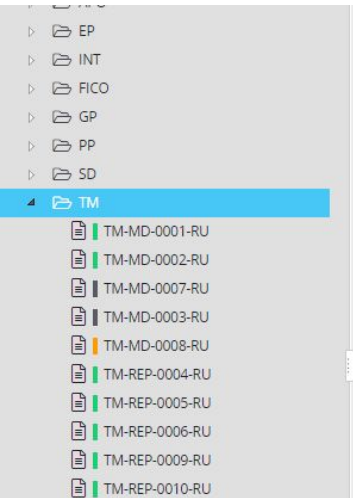 EP
INT
FICO
GP
PP
SD
TM
TM-MD-0001-RU
TM-MD-0002-RU
TM-MD-0007-RU
TM-MD-0003-RU
TM-MD-0008-RU
TM-REP-0004-RU
TM-REP-0005-RU
TM-REP-0006-RU
TM-REP-0009-RU
TM-REP-0010-RU